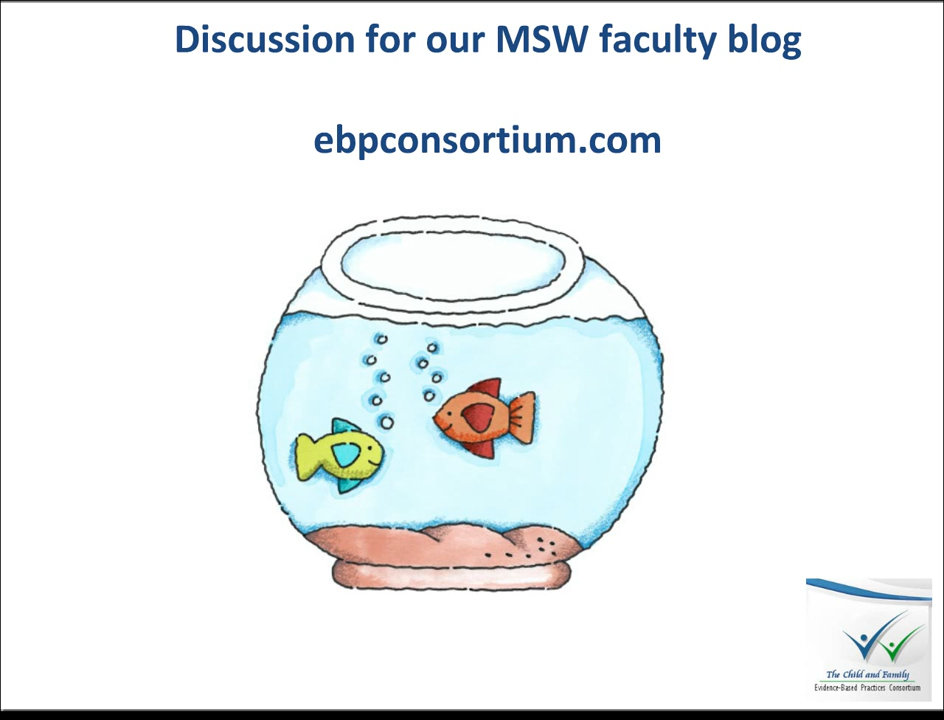 Discussion for our MSW faculty blog
ebpconsortium.com
The Child and Family
Evidence-Based Practices Consortium